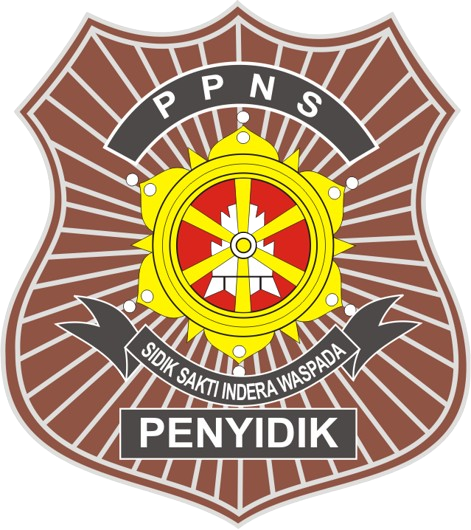 PPNS
SIDIK SAKTI INDERA WASPADA
PENYIDIK